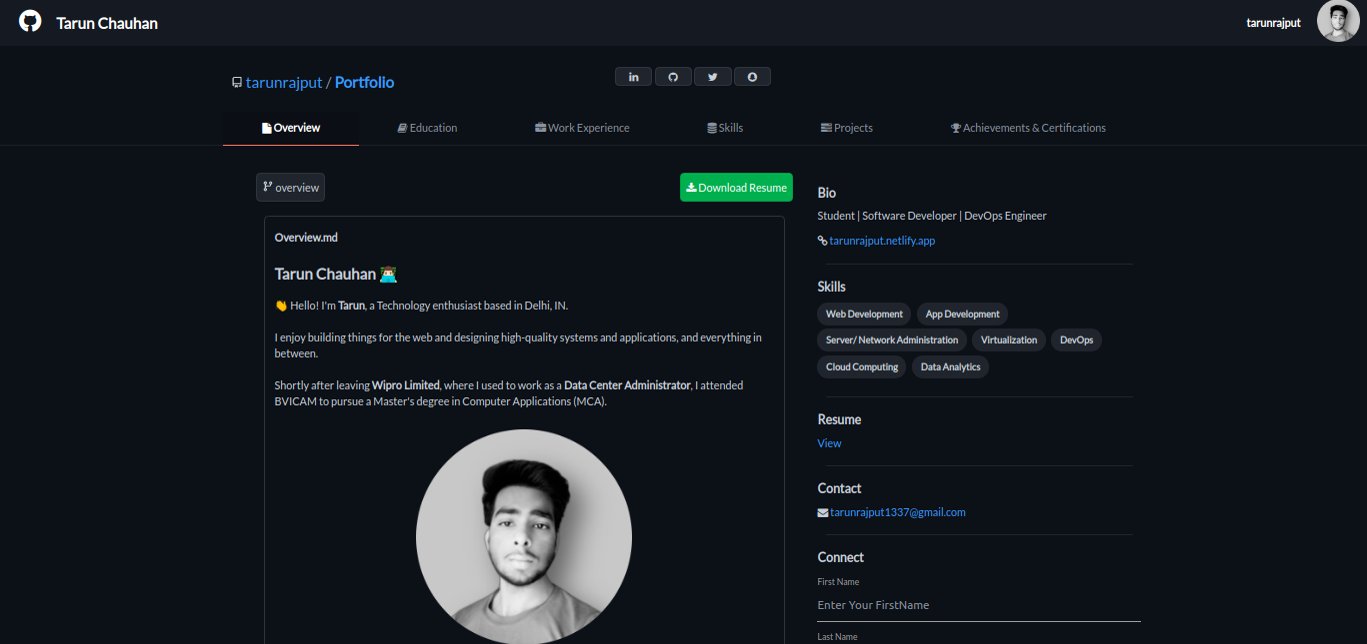 Tarun Chauhan
tarunrajput
tarunrajput / Portfolio
in
Overview
Education
Work Experience
Skills
Projects
Achievements & Certifications
overview
Download Resume
Overview.md
Tarun Chauhan
👋 Hello! I'm Tarun, a Technology enthusiast based in Delhi, IN.
I enjoy building things for the web and designing high-quality systems and applications, and everything in
between.
Shortly after leaving Wipro Limited, where I used to work as a Data Center Administrator, I attended
BVICAM to pursue a Master's degree in Computer Applications (MCA).
Bio
Student | Software Developer | DevOps Engineer
tarunrajput.netlify.app
Skills
Web Development App Development
Server/ Network Administration Virtualization DevOps
Cloud Computing Data Analytics
Resume
View
Contact
tarunrajput1337@gmail.com
Connect
First Name
Enter Your FirstName
Last Name